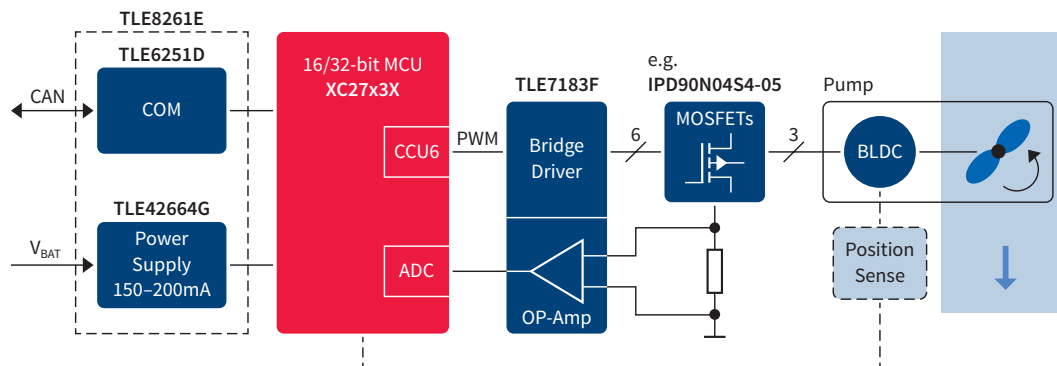 TLE8261E
TLE6251D
CAN
COM
TLE42664G
V_BAT
Power
Supply
150–200mA
16/32-bit MCU
XC27x3X
CCU6
PWM
ADC
TLE7183F
Bridge
Driver
OP-Amp
6
e.g.
IPD90N04S4-05
MOSFETs
3
Pump
BLDC
Position
Sense